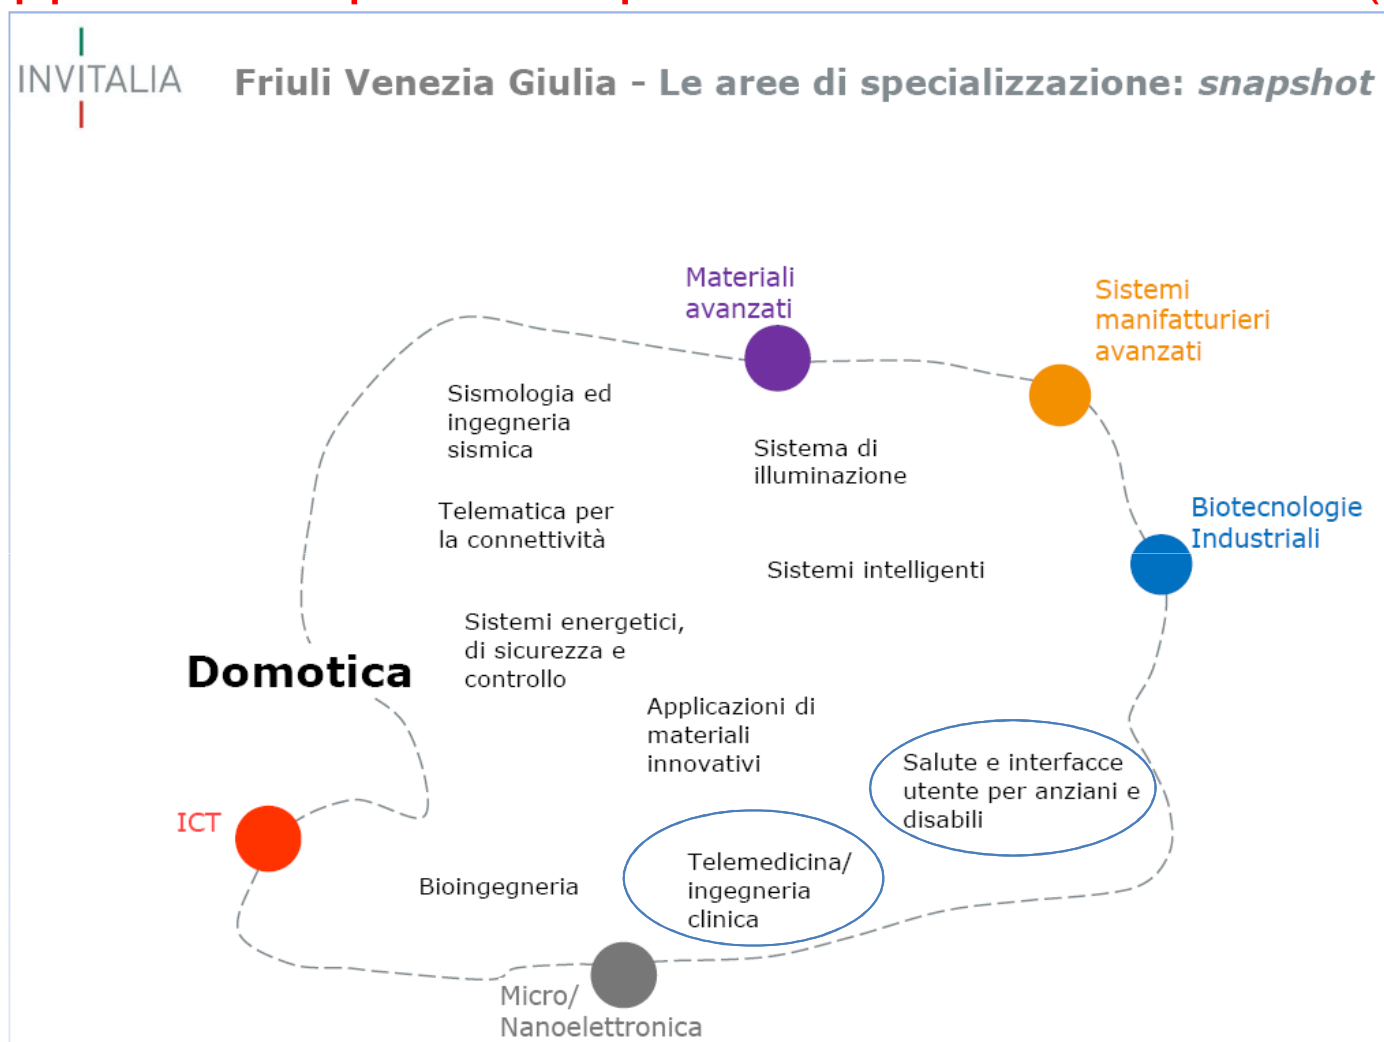 INVITALIA
Friuli Venezia Giulia - Le aree di specializzazione: snapshot
Materiali
avanzati
Sistemi
manifatturieri
avanzati
Sismologia ed
ingegneria
sismica
Sistema di
illuminazione
Telematica per
la connettività
Biotecnologie
Industriali
Sistemi intelligenti
Sistemi energetici,
di sicurezza e
controllo
Domotica
Applicazioni di
materiali
innovativi
Salute e interfacce
utente per anziani e
disabili
ICT
Telemedicina/
ingegneria
clinica
Bioingegneria
Micro/
Nanoelettronica